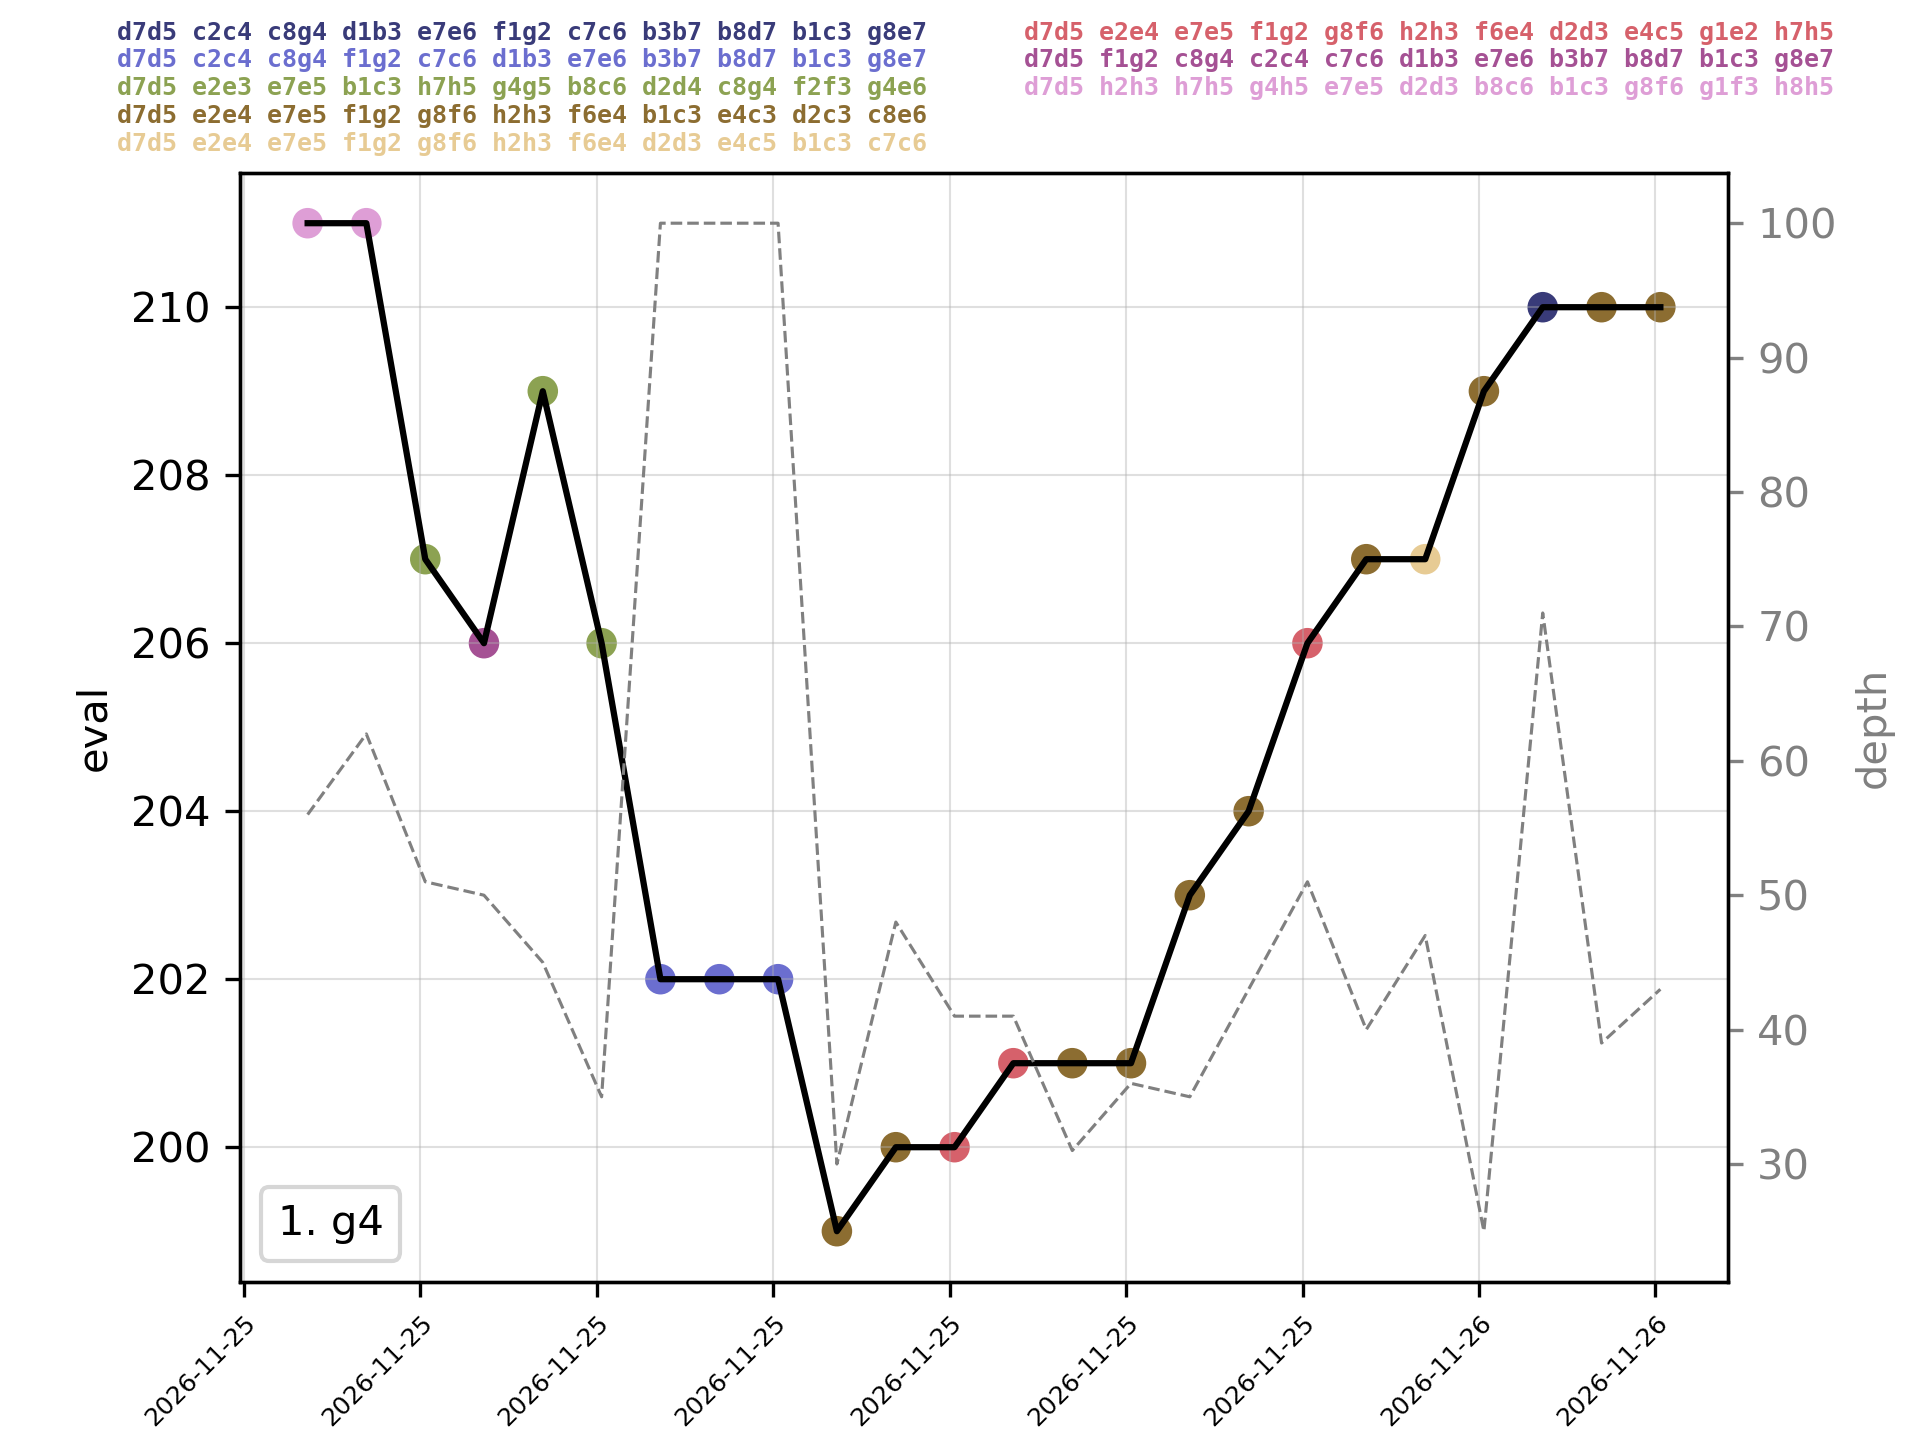 d7d5 c2c4 c8g4 d1b3 e7e6 f1g2 c7c6 b3b7 b8d7 b1c3 g8e7
d7d5 c2c4 c8g4 f1g2 c7c6 d1b3 e7e6 b3b7 b8d7 b1c3 g8e7
d7d5 e2e3 e7e5 b1c3 h7h5 g4g5 b8c6 d2d4 c8g4 f2f3 g4e6
d7d5 e2e4 e7e5 f1g2 g8f6 h2h3 f6e4 b1c3 e4c3 d2c3 c8e6
d7d5 e2e4 e7e5 f1g2 g8f6 h2h3 f6e4 d2d3 e4c5 b1c3 c7c6
d7d5 e2e4 e7e5 f1g2 g8f6 h2h3 f6e4 d2d3 e4c5 g1e2 h7h5
d7d5 f1g2 c8g4 c2c4 c7c6 d1b3 e7e6 b3b7 b8d7 b1c3 g8e7
d7d5 h2h3 h7h5 g4h5 e7e5 d2d3 b8c6 b1c3 g8f6 g1f3 h8h5
eval
210
208
206
204
202
200
1. g4
depth
100
90
80
70
60
50
40
30
2026-11-25
2026-11-25
2026-11-25
2026-11-25
2026-11-25
2026-11-25
2026-11-25
2026-11-26
2026-11-26